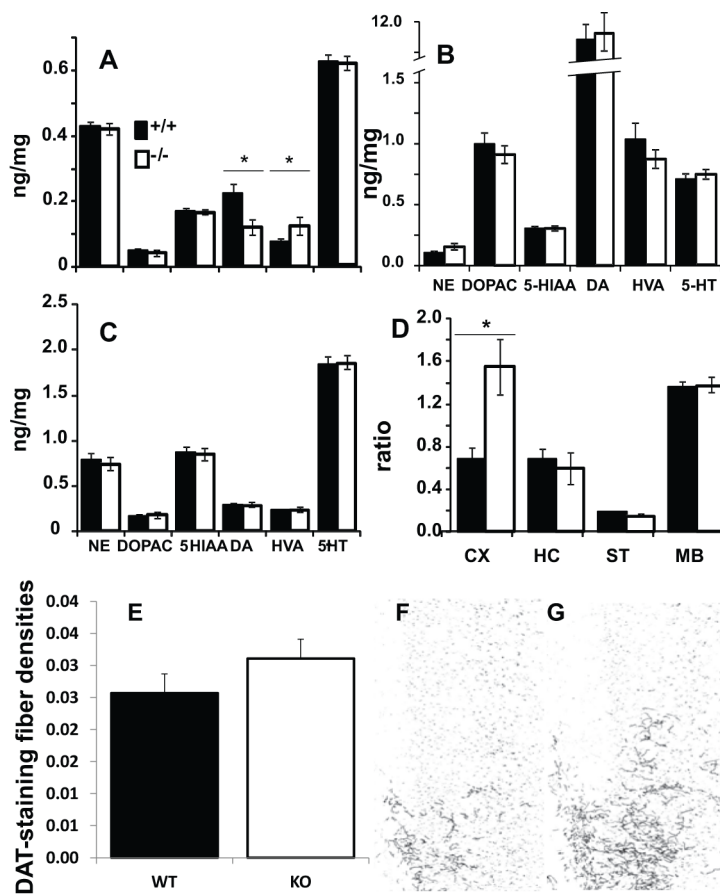 A
ng/mg
0.6
0.4
0.2
0
+/+
-/-
* *
B
ng/mg
12.0
1.5
1.0
0.5
0.0
NE DOPAC 5-HIAA DA HVA 5-HT
C
ng/mg
2.5
2.0
1.5
1.0
0.5
0
NE DOPAC 5HIAA DA HVA 5HT
D
ratio
2.0
1.6
1.2
0.8
0.4
0.0
*
CX HC ST MB
E
DAT-staining fiber densities
0.04
0.04
0.03
0.03
0.02
0.02
0.01
0.01
0.00
WT KO
F G